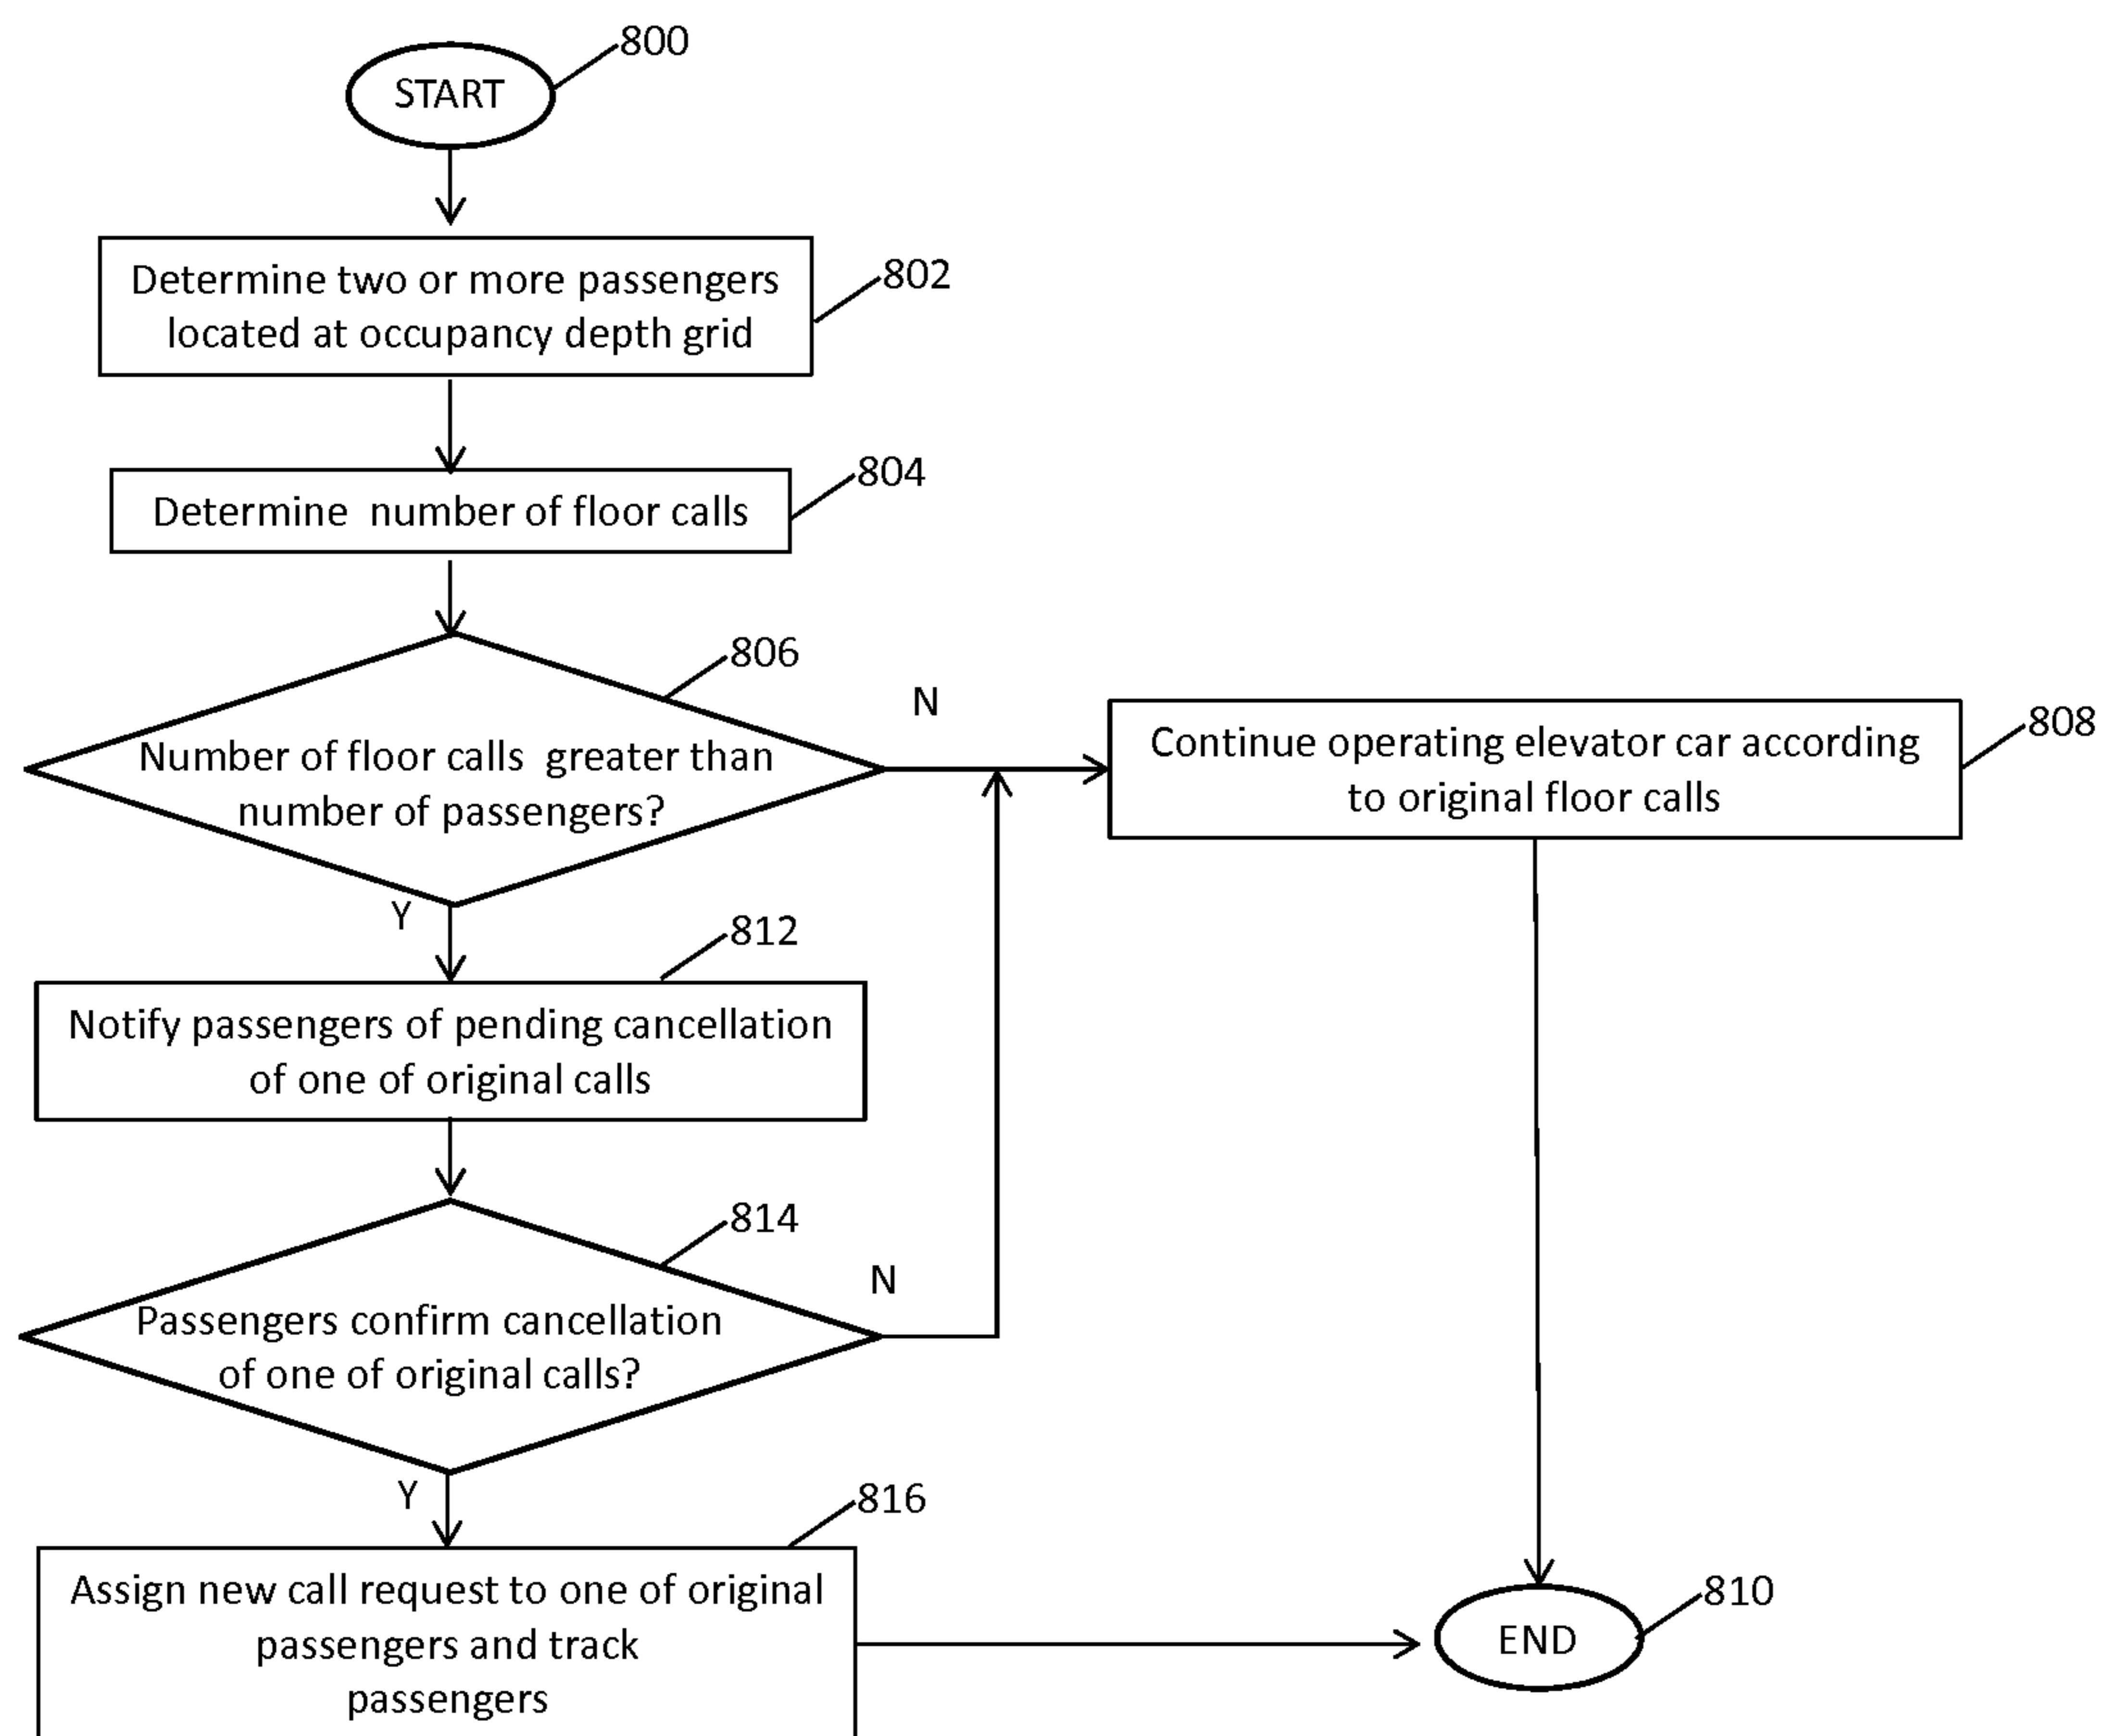 800
START
802
Determine two or more passengers
located at occupancy depth grid
804
Determine number of floor calls
806
N
Number of floor calls greater than
number of passengers?
808
Continue operating elevator car according
to original floor calls
Y
812
Notify passengers of pending cancellation
of one of original calls
814
N
Passengers confirm cancellation
of one of original calls?
Y
816
Assign new call request to one of original
passengers and track
passengers
810
END